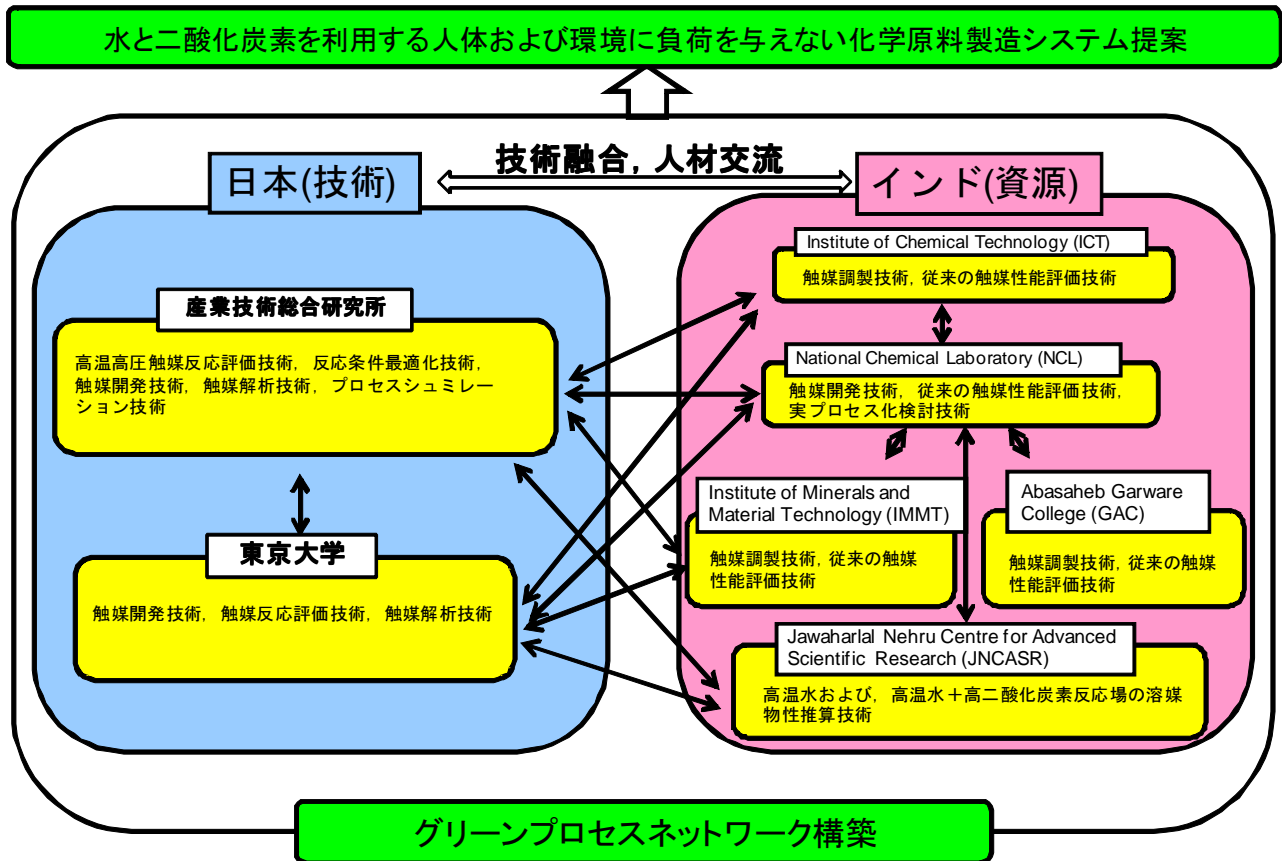 水と二酸化炭素を利用する人体および環境に負荷を与えない化学原料製造システム提案
技術融合，人材交流
日本(技術)
インド(資源)
産業技術総合研究所
高温高圧触媒反応評価技術，反応条件最適化技術，
触媒開発技術，触媒解析技術，プロセスシュミレー
ション技術
東京大学
触媒開発技術，触媒反応評価技術，触媒解析技術
Institute of Chemical Technology (ICT)
触媒調製技術，従来の触媒性能評価技術
National Chemical Laboratory (NCL)
触媒開発技術，従来の触媒性能評価技術，
実プロセス化検討技術
Institute of Minerals and
Material Technology (IMMT)
触媒調製技術，従来の触媒
性能評価技術
Abasaheb Garware
College (GAC)
触媒調製技術，従来の触媒
性能評価技術
Jawaharlal Nehru Centre for Advanced
Scientific Research (JNCASR)
高温水および，高温水＋高二酸化炭素反応場の溶媒
物性推算技術
グリーンプロセスネットワーク構築